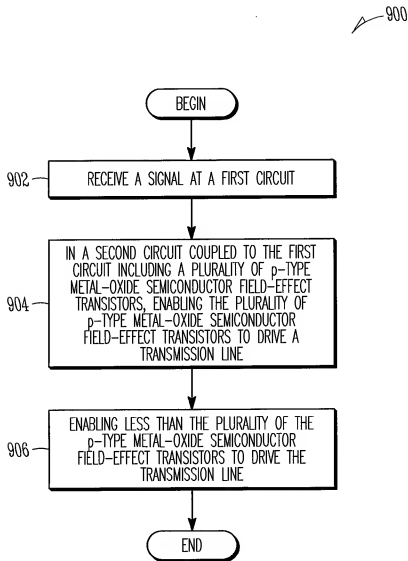 900
BEGIN
902
RECEIVE A SIGNAL AT A FIRST CIRCUIT
904
IN A SECOND CIRCUIT COUPLED TO THE FIRST
CIRCUIT INCLUDING A PLURALITY OF p-TYPE
METAL-OXIDE SEMICONDUCTOR FIELD-EFFECT
TRANSISTORS, ENABLING THE PLURALITY OF
p-TYPE METAL-OXIDE SEMICONDUCTOR
FIELD-EFFECT TRANSISTORS TO DRIVE A
TRANSMISSION LINE
906
ENABLING LESS THAN THE PLURALITY OF THE
p-TYPE METAL-OXIDE SEMICONDUCTOR
FIELD-EFFECT TRANSISTORS TO DRIVE THE
TRANSMISSION LINE
END